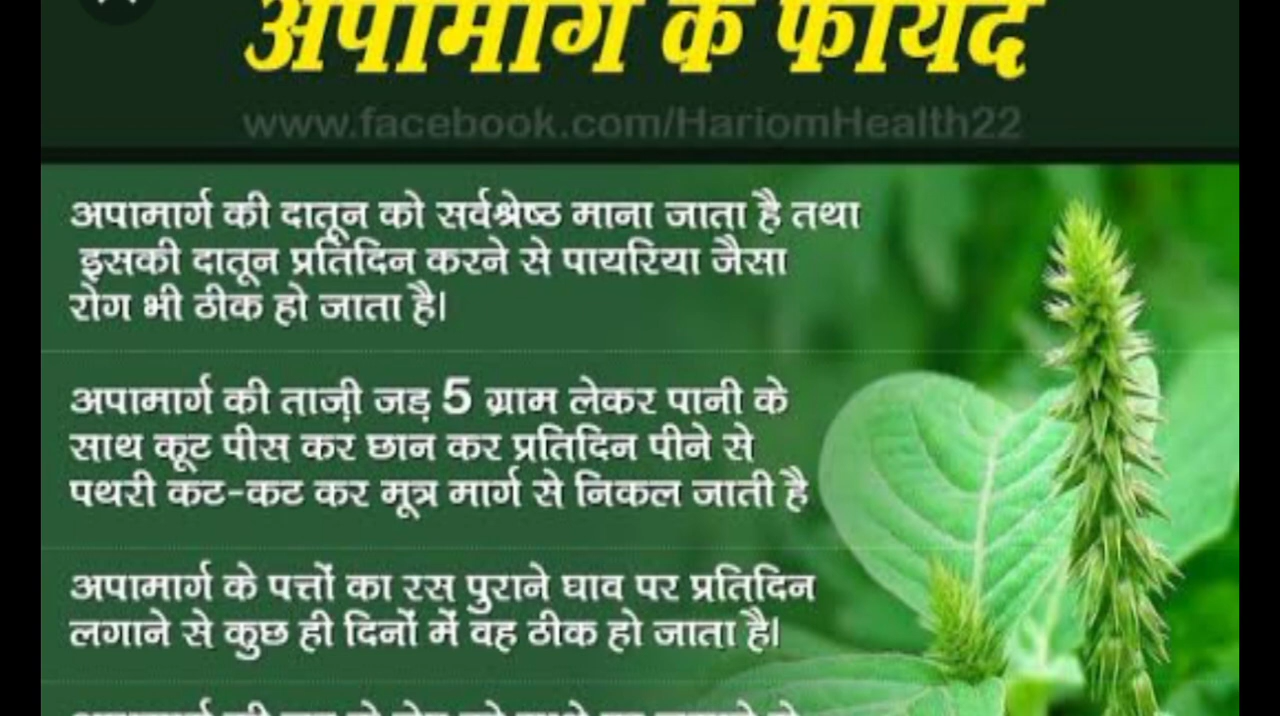 अपामार्ग के फायदे
www.facebook.com/HariomHealth22
अपामार्ग की दातून को सर्वश्रेष्ठ माना जाता है तथा
इसकी दातून प्रतिदिन करने से पायरिया जैसा
रोग भी ठीक हो जाता है।
अपामार्ग की ताज़ी जड़ 5 ग्राम लेकर पानी के
साथ कूट पीस कर छान कर प्रतिदिन पीने से
पथरी कट-कट कर मूत्र मार्ग से निकल जाती है
अपामार्ग के पत्तों का रस पुराने घाव पर प्रतिदिन
लगाने से कुछ ही दिनों में वह ठीक हो जाता है।